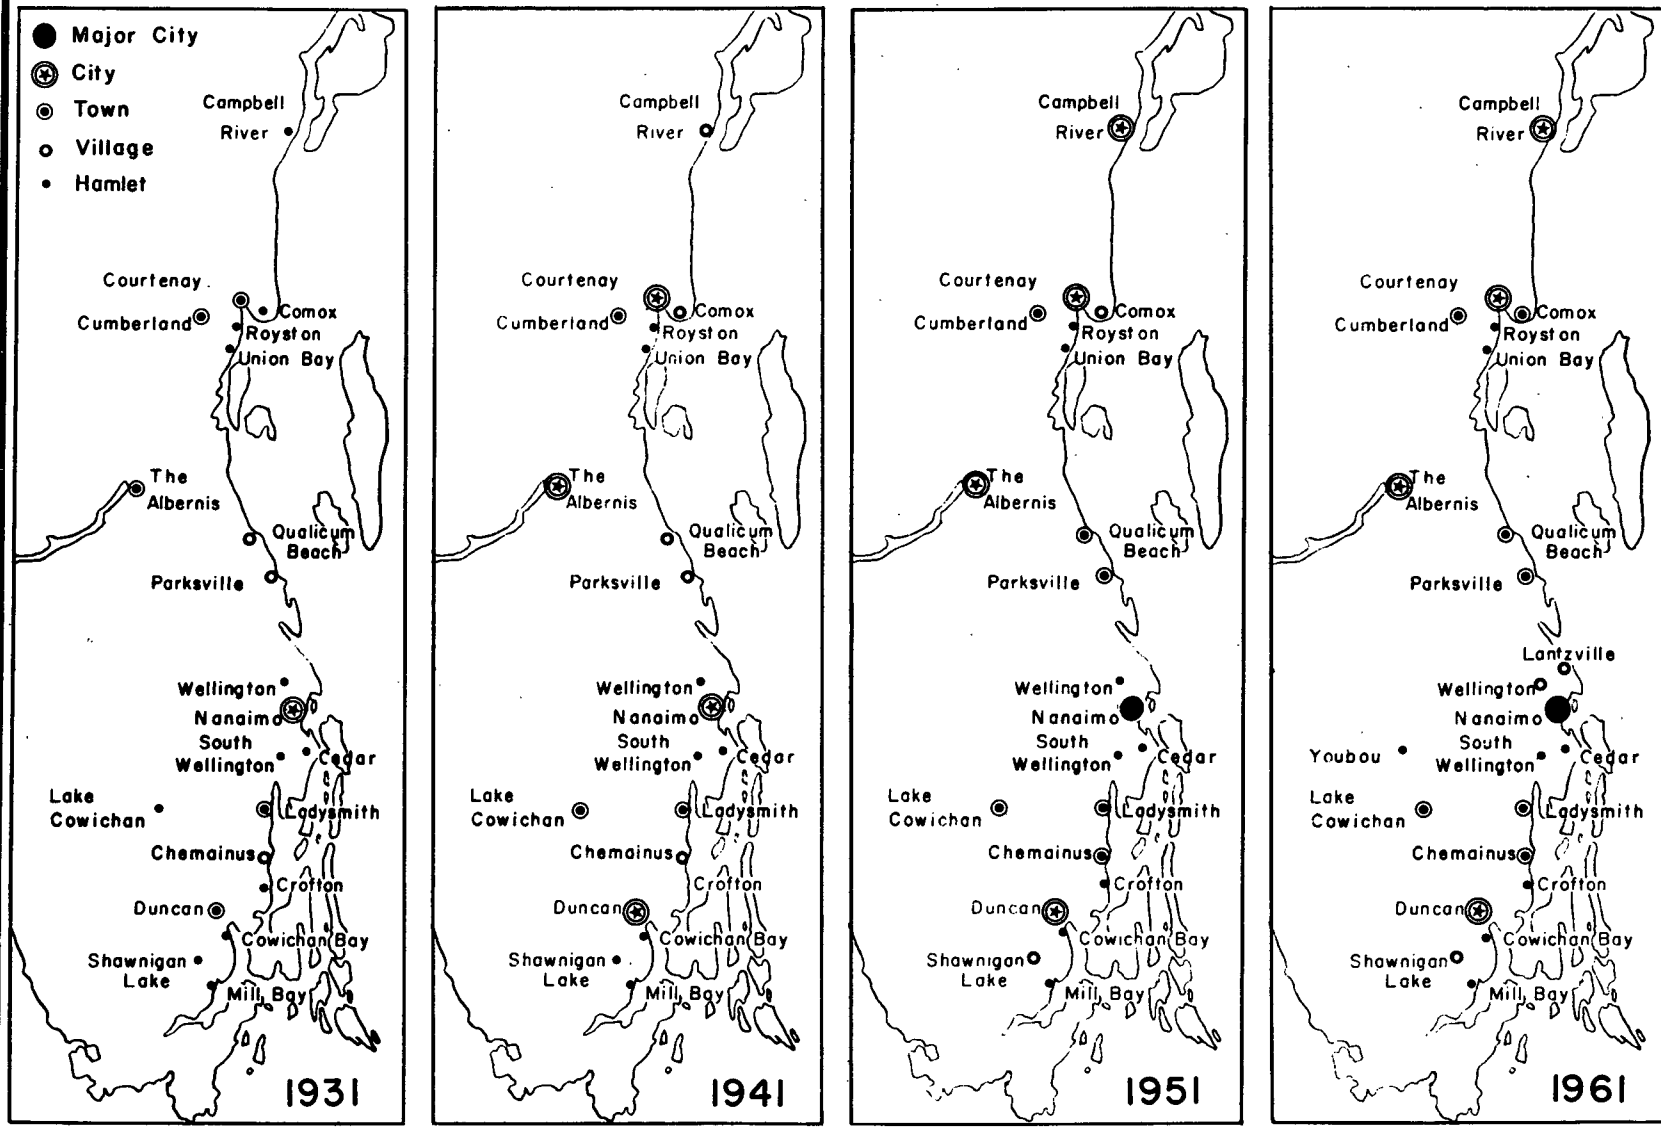 Major City
City
Town
Village
Hamlet
Campbell
River
Courtenay
Comox
Cumberland
Royston
Union Bay
The
Albernis
Qualicum
Beach
Parksville
Wellington
Nanaimo
South
Wellington
Cedar
Lake
Cowichan
Ladysmith
Chemainus
Crofton
Duncan
Cowichan Bay
Shawnigan
Lake
Mill Bay
1931
Campbell
River
Courtenay
Comox
Cumberland
Royston
Union Bay
The
Albernis
Qualicum
Beach
Parksville
Wellington
Nanaimo
South
Wellington
Cedar
Lake
Cowichan
Ladysmith
Chemainus
Crofton
Duncan
Cowichan Bay
Shawnigan
Lake
Mill Bay
1941
Campbell
River
Courtenay
Comox
Cumberland
Royston
Union Bay
The
Albernis
Qualicum
Beach
Parksville
Wellington
Nanaimo
South
Wellington
Cedar
Lake
Cowichan
Ladysmith
Chemainus
Crofton
Duncan
Cowichan Bay
Shawnigan
Lake
Mill Bay
1951
Campbell
River
Courtenay
Comox
Cumberland
Royston
Union Bay
The
Albernis
Qualicum
Beach
Parksville
Lantzville
Wellington
Nanaimo
South
Wellington
Cedar
Youbou
Lake
Cowichan
Ladysmith
Chemainus
Crofton
Duncan
Cowichan Bay
Shawnigan
Lake
Mill Bay
1961